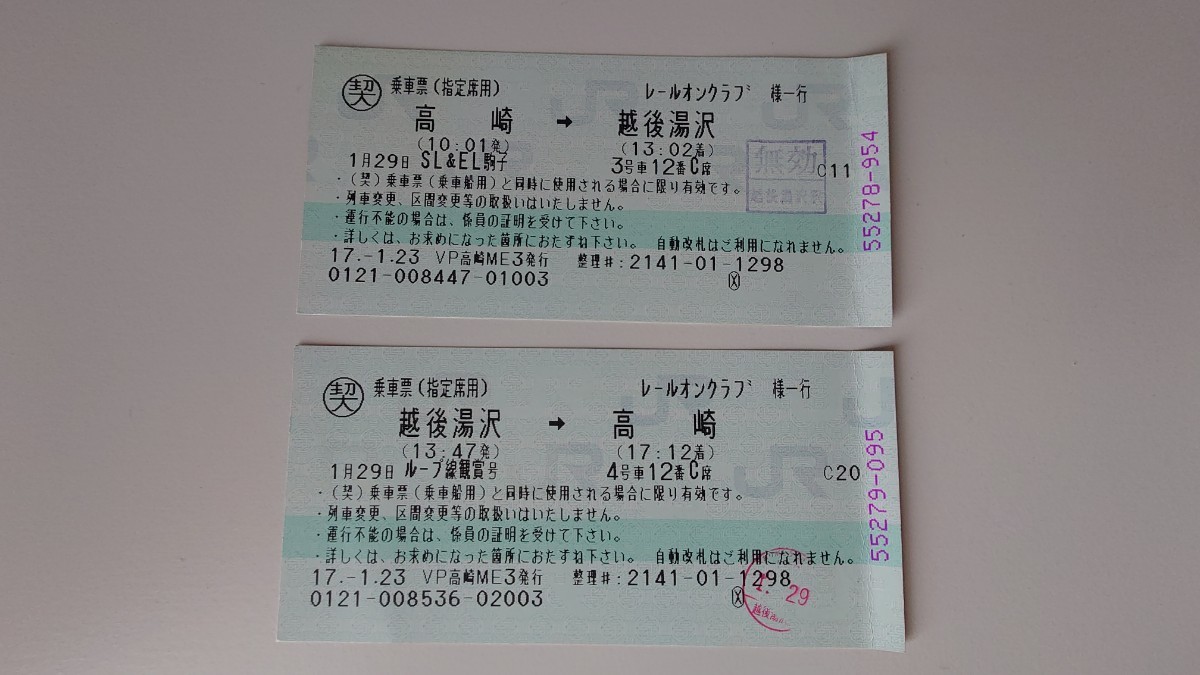 契 乗車票(指定席用) レールオンクラブ 様一行
高 崎 → 越後湯沢
(10:01発) (13:02着)
1月29日 SL&EL駒子 3号車12番C席 C11
無効
越後湯沢駅
・(契)乗車票(乗車船用)と同時に使用される場合に限り有効です。
・列車変更、区間変更等の取扱いはいたしません。
・運行不能の場合は、係員の証明を受けて下さい。
・詳しくは、お求めになった箇所におたずね下さい。 自動改札はご利用になれません。
17.-1.23 VP高崎ME3発行 整理#:2141-01-1298
0121-008447-01003 X
55278-954
契 乗車票(指定席用) レールオンクラブ 様一行
越後湯沢 → 高 崎
(13:47発) (17:12着)
1月29日 ループ線観賞号 4号車12番C席 C20
・(契)乗車票(乗車船用)と同時に使用される場合に限り有効です。
・列車変更、区間変更等の取扱いはいたしません。
・運行不能の場合は、係員の証明を受けて下さい。
・詳しくは、お求めになった箇所におたずね下さい。 自動改札はご利用になれません。
17.-1.23 VP高崎ME3発行 整理#:2141-01-1298
0121-008536-02003 X
29
55279-095